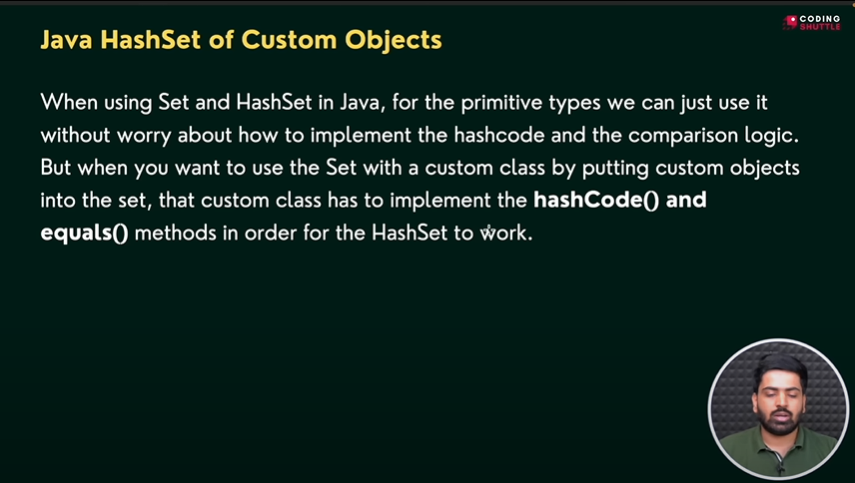 CODING
SHUTTLE
Java HashSet of Custom Objects
When using Set and HashSet in Java, for the primitive types we can just use it
without worry about how to implement the hashcode and the comparison logic.
But when you want to use the Set with a custom class by putting custom objects
into the set, that custom class has to implement the hashCode() and
equals() methods in order for the HashSet to work.